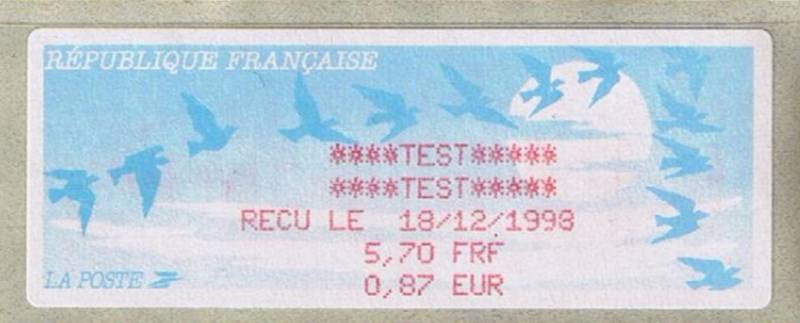 RÉPUBLIQUE FRANÇAISE
****TEST*****
****TEST*****
RECU LE 18/12/1998
5,70 FRF
0,87 EUR
LA POSTE